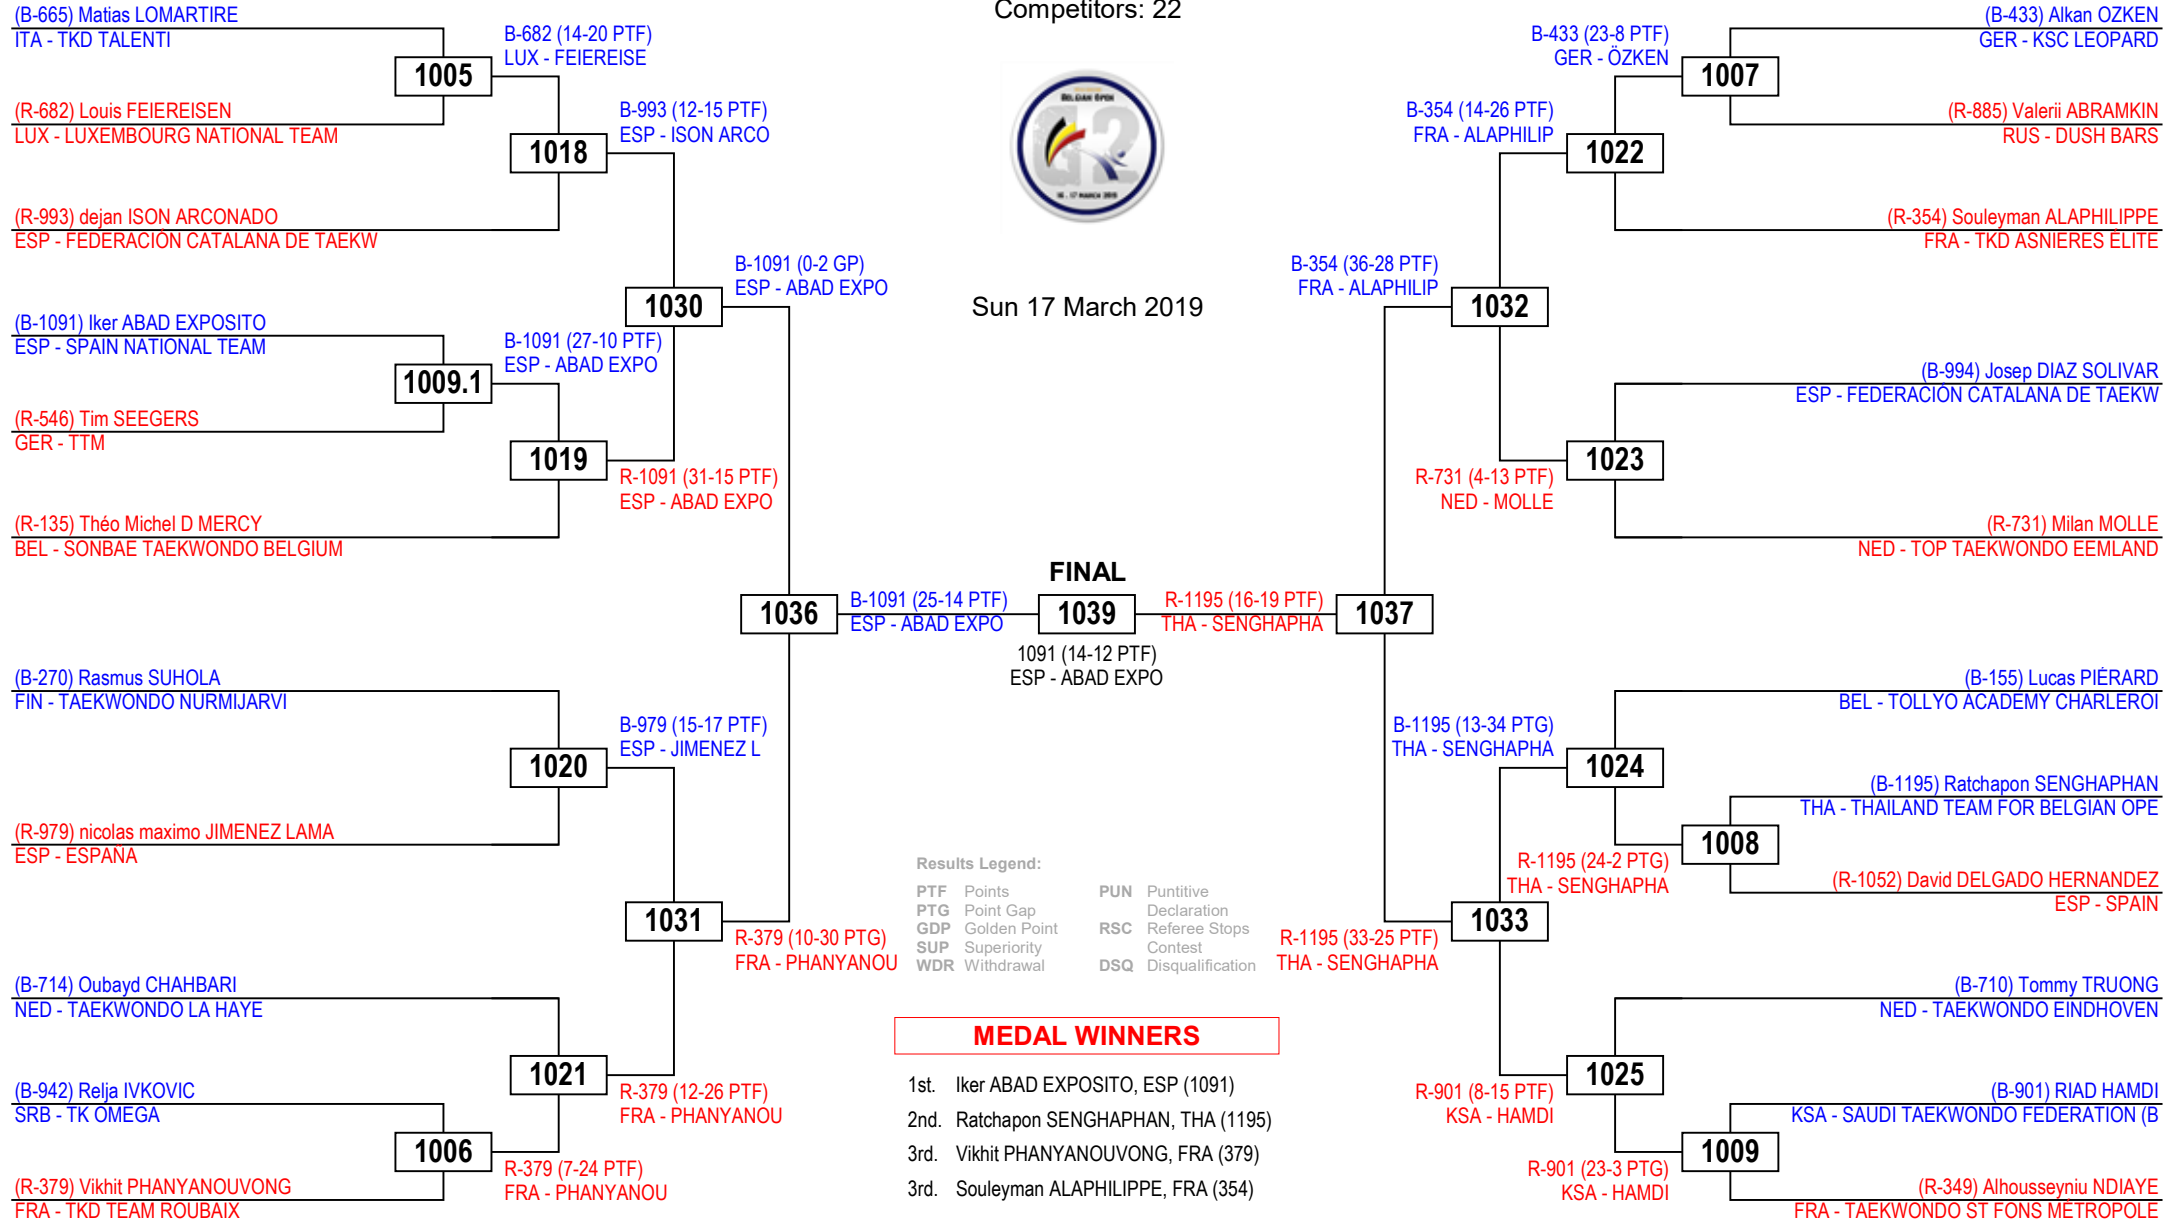 Competitors: 22
(B-665) Matias LOMARTIRE
ITA - TKD TALENTI
1005
(R-682) Louis FEIEREISEN
LUX - LUXEMBOURG NATIONAL TEAM
B-682 (14-20 PTF)
LUX - FEIEREISE
1018
(R-993) dejan ISON ARCONADO
ESP - FEDERACIÓN CATALANA DE TAEKW
B-993 (12-15 PTF)
ESP - ISON ARCO
1030
(B-1091) Iker ABAD EXPOSITO
ESP - SPAIN NATIONAL TEAM
1009.1
(R-546) Tim SEEGERS
GER - TTM
B-1091 (27-10 PTF)
ESP - ABAD EXPO
1019
(R-135) Théo Michel D MERCY
BEL - SONBAE TAEKWONDO BELGIUM
R-1091 (31-15 PTF)
ESP - ABAD EXPO
B-1091 (0-2 GP)
ESP - ABAD EXPO
1036
(B-270) Rasmus SUHOLA
FIN - TAEKWONDO NURMIJARVI
1020
(R-979) nicolas maximo JIMENEZ LAMA
ESP - ESPAÑA
B-979 (15-17 PTF)
ESP - JIMENEZ L
1031
(B-714) Oubayd CHAHBARI
NED - TAEKWONDO LA HAYE
1021
(B-942) Relja IVKOVIC
SRB - TK OMEGA
1006
(R-379) Vikhit PHANYANOUVONG
FRA - TKD TEAM ROUBAIX
R-379 (7-24 PTF)
FRA - PHANYANOU
R-379 (12-26 PTF)
FRA - PHANYANOU
R-379 (10-30 PTG)
FRA - PHANYANOU
BELGIAN OPEN
G2
16 - 17 MARCH 2019
Sun 17 March 2019
FINAL
B-1091 (25-14 PTF)
ESP - ABAD EXPO
1039
R-1195 (16-19 PTF)
THA - SENGHAPHA
1091 (14-12 PTF)
ESP - ABAD EXPO
(B-433) Alkan OZKEN
GER - KSC LEOPARD
1007
(R-885) Valerii ABRAMKIN
RUS - DUSH BARS
B-433 (23-8 PTF)
GER - ÖZKEN
1022
(R-354) Souleyman ALAPHILIPPE
FRA - TKD ASNIERES ÉLITE
B-354 (14-26 PTF)
FRA - ALAPHILIP
1032
(B-994) Josep DIAZ SOLIVAR
ESP - FEDERACIÓN CATALANA DE TAEKW
1023
(R-731) Milan MOLLE
NED - TOP TAEKWONDO EEMLAND
R-731 (4-13 PTF)
NED - MOLLE
B-354 (36-28 PTF)
FRA - ALAPHILIP
1037
(B-155) Lucas PIÉRARD
BEL - TOLLYO ACADEMY CHARLEROI
1024
(B-1195) Ratchapon SENGHAPHAN
THA - THAILAND TEAM FOR BELGIAN OPE
1008
(R-1052) David DELGADO HERNANDEZ
ESP - SPAIN
R-1195 (24-2 PTG)
THA - SENGHAPHA
B-1195 (13-34 PTG)
THA - SENGHAPHA
1033
R-1195 (33-25 PTF)
THA - SENGHAPHA
(B-710) Tommy TRUONG
NED - TAEKWONDO EINDHOVEN
1025
(B-901) RIAD HAMDI
KSA - SAUDI TAEKWONDO FEDERATION (B
1009
(R-349) Alhousseyniu NDIAYE
FRA - TAEKWONDO ST FONS MÉTROPOLE
R-901 (23-3 PTG)
KSA - HAMDI
R-901 (8-15 PTF)
KSA - HAMDI
Results Legend:
PTF Points
PTG Point Gap
GDP Golden Point
SUP Superiority
WDR Withdrawal
PUN Puntitive
Declaration
RSC Referee Stops
Contest
DSQ Disqualification
MEDAL WINNERS
1st. Iker ABAD EXPOSITO, ESP (1091)
2nd. Ratchapon SENGHAPHAN, THA (1195)
3rd. Vikhit PHANYANOUVONG, FRA (379)
3rd. Souleyman ALAPHILIPPE, FRA (354)